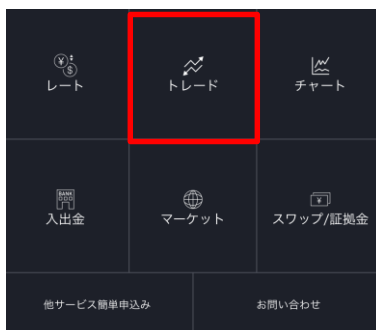 レート
トレード
チャート
BANK
入出金
マーケット
スワップ/証拠金
他サービス簡単申込み
お問い合わせ